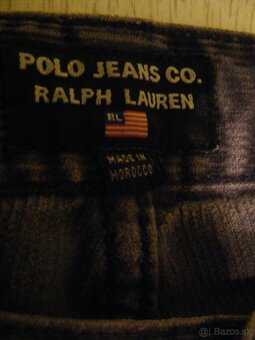 POLO JEANS CO.
RALPH LAUREN
RL
MADE IN
MOROCCO
Bazos.sk